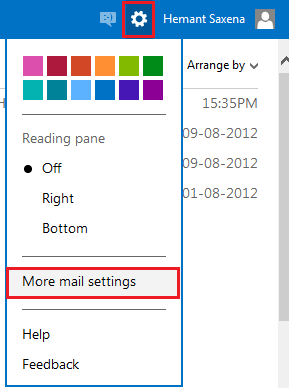 Hemant Saxena
Arrange by
Reading pane
15:35PM
Off
09-08-2012
Right
09-08-2012
Bottom
01-08-2012
More mail settings
Help
Feedback